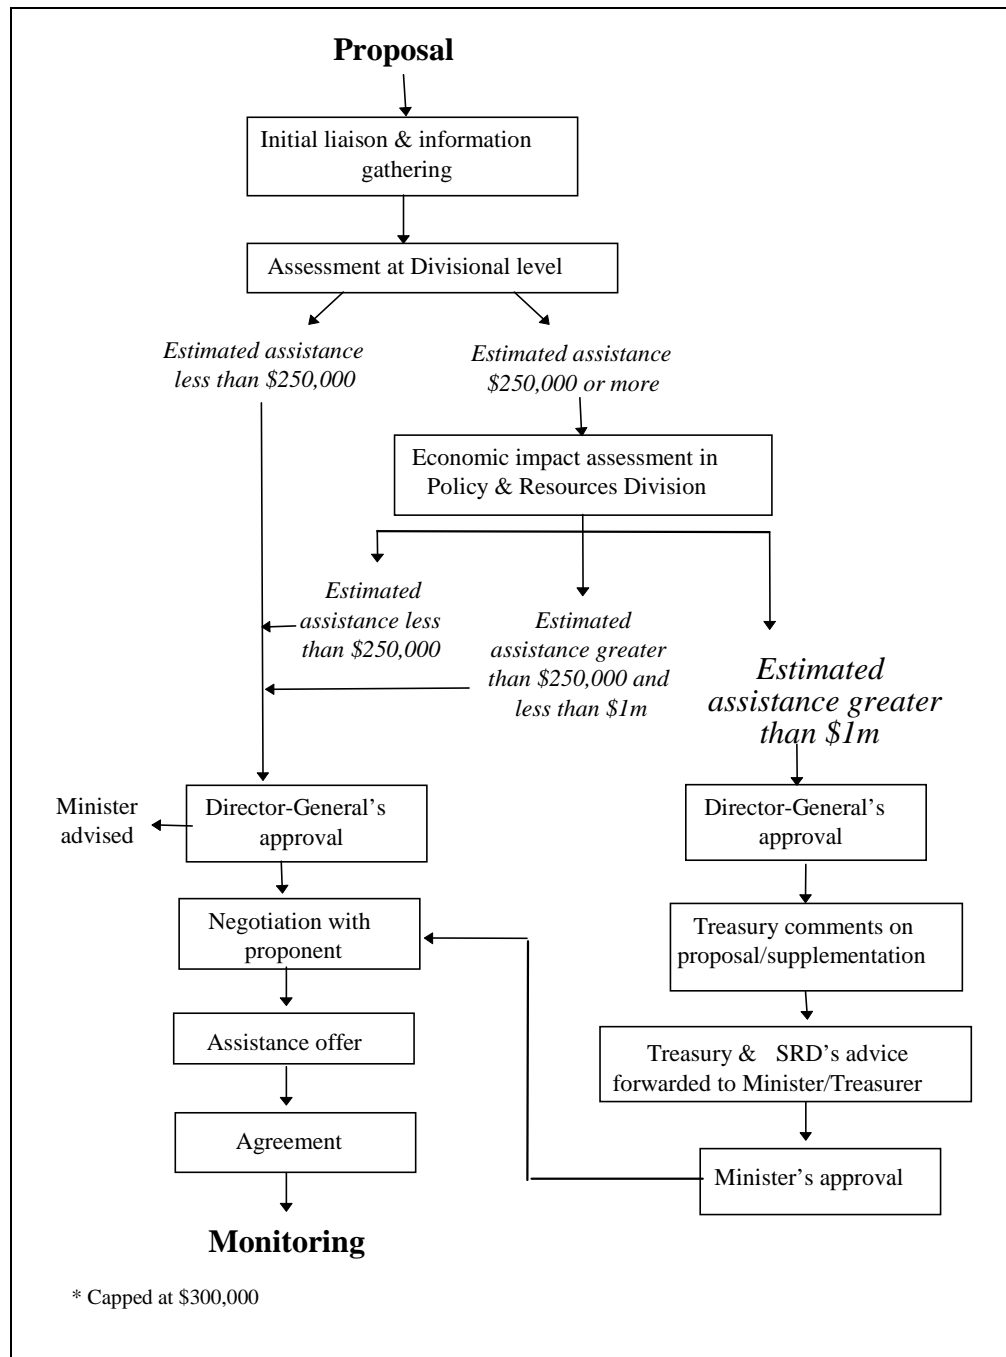 Proposal
Initial liaison & information
gathering
Assessment at Divisional level
Estimated assistance
less than $250,000
Estimated assistance
$250,000 or more
Economic impact assessment in
Policy & Resources Division
Estimated
assistance less
than $250,000
Estimated
assistance greater
than $250,000 and
less than $1m
Estimated
assistance greater
than $1m
Minister
advised
Director-General’s
approval
Director-General’s
approval
Negotiation with
proponent
Treasury comments on
proposal/supplementation
Assistance offer
Treasury & SRD’s advice
forwarded to Minister/Treasurer
Agreement
Minister’s approval
Monitoring
* Capped at $300,000